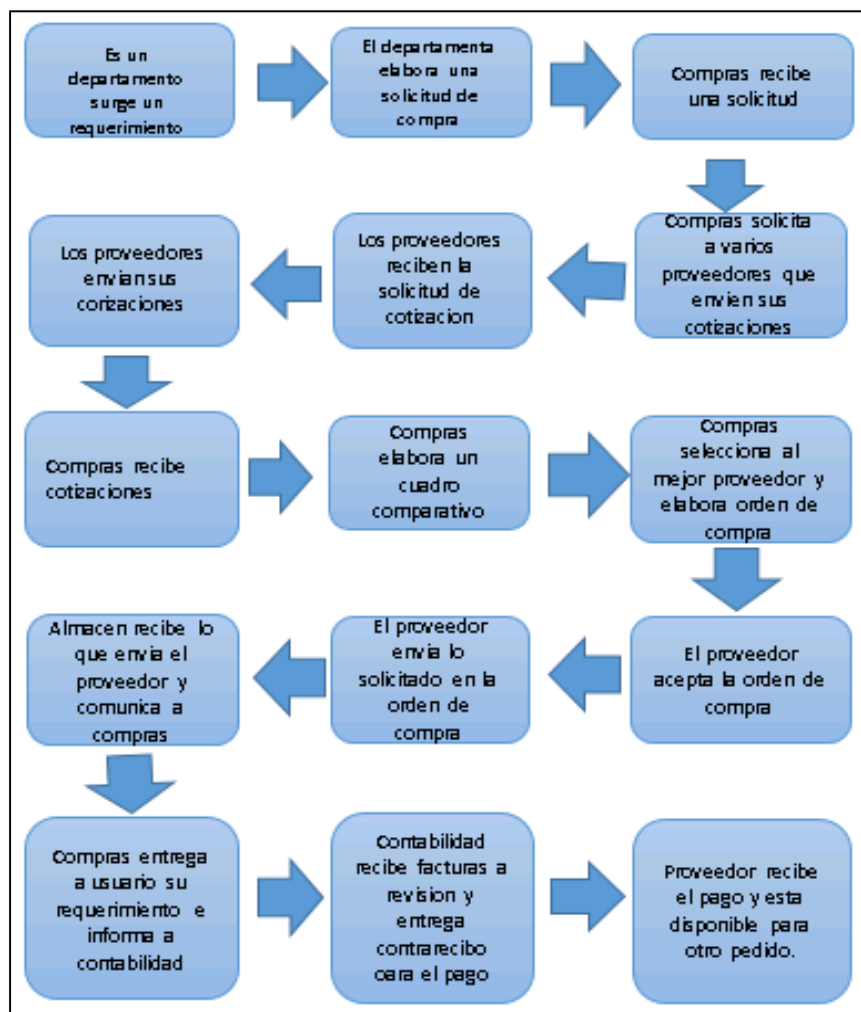 Es un
departamento
surge un
requerimiento
El departamenta
elabora una
solicitud de
compra
Compras recibe
una solicitud
Compras solicita
a varios
proveedores que
envien sus
cotizaciones
Los proveedores
reciben la
solicitud de
cotizacion
Los proveedores
envian sus
corizaciones
Compras recibe
cotizaciones
Compras
elabora un
cuadro
comparativo
Compras
selecciona al
mejor proveedor y
elabora orden de
compra
El proveedor
acepta la orden de
compra
El proveedor
envia lo
solicitado en la
orden de
compra
Almacen recibe lo
que envia el
proveedor y
comunica a
compras
Compras entrega
a usuario su
requerimiento e
informa a
contabilidad
Contabilidad
recibe facturas a
revision y
entrega
contrarecibo
para el pago
Proveedor recibe
el pago y esta
disponible para
otro pedido.